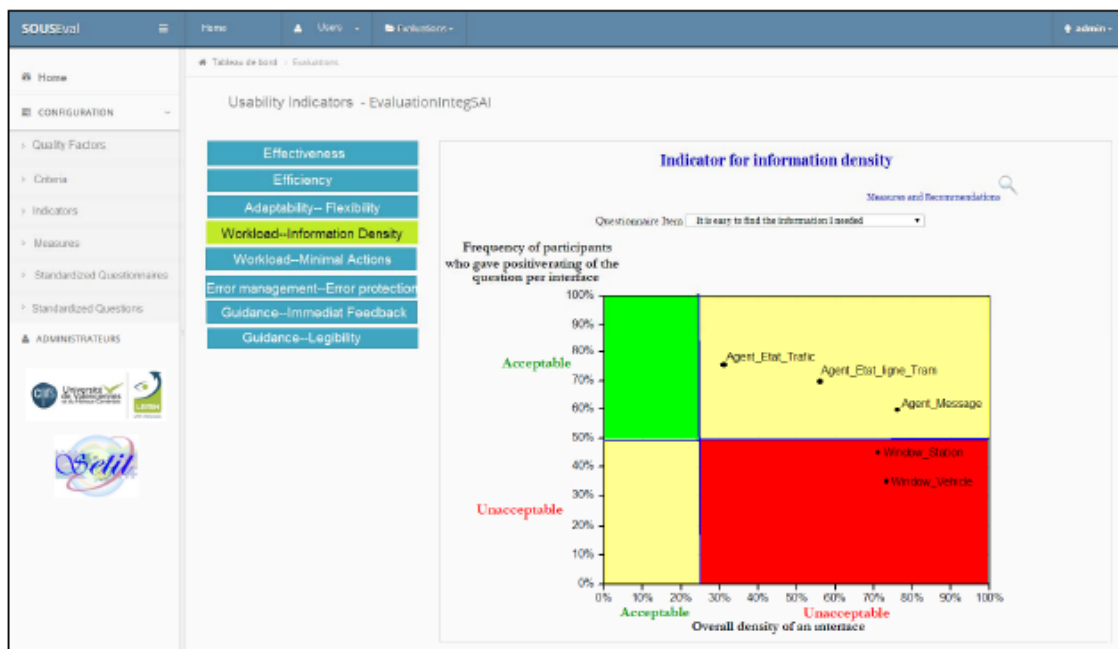 SOUSEval
Home
Users
Evaluations
admin
Tableau de bord
Evaluations
Home
CONFIGURATION
Quality Factors
Criteria
Indicators
Measures
Standardized Questionnaires
Standardized Questions
ADMINISTRATEURS
Université
de Valenciennes
Setit
Usability Indicators - EvaluationIntegSAI
Effectiveness
Efficiency
Adaptability-- Flexibility
Workload--Information Density
Workload--Minimal Actions
Error management--Error protection
Guidance--Immediat Feedback
Guidance--Legibility
Indicator for information density
Measures and Recommendations
Questionnaire Item It is easy to find the information I needed
Frequency of participants
who gave positiverating of the
question per interface
100%
90%
80%
Acceptable
70%
60%
50%
40%
30%
Unacceptable
20%
10%
0%
Agent_Etat_Trafic
Agent_Etat_ligne_Tram
Agent_Message
Window_Station
Window_Vehicle
0% 10% 20% 30% 40% 50% 60% 70% 80% 90% 100%
Acceptable Unacceptable
Overall density of an interface